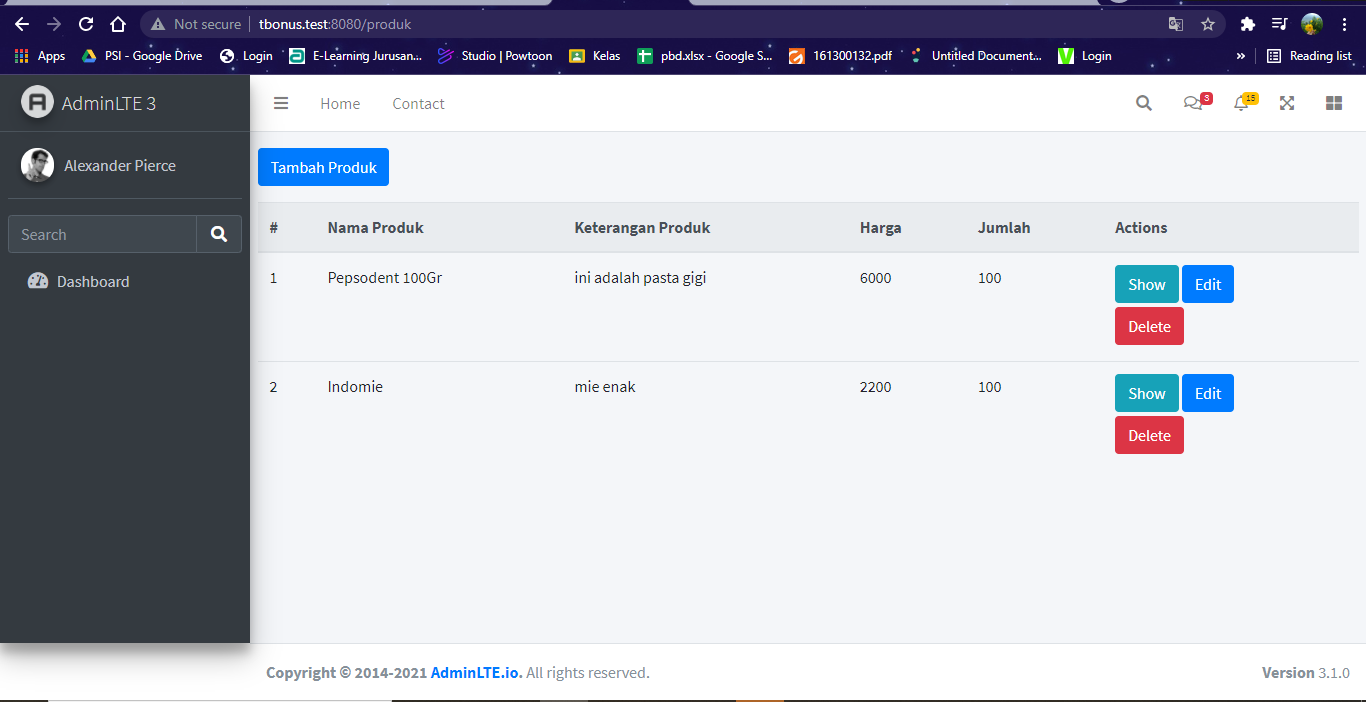 Not secure | tbonus.test:8080/produk
Apps PSI - Google Drive Login E-Learning Jurusan... Studio | Powtoon Kelas pbd.xlsx - Google S... 161300132.pdf Untitled Document... Login » Reading list
AdminLTE 3 Home Contact 3 15
Alexander Pierce
Search
Dashboard
Tambah Produk
# Nama Produk Keterangan Produk Harga Jumlah Actions
1 Pepsodent 100Gr ini adalah pasta gigi 6000 100 Show Edit
Delete
2 Indomie mie enak 2200 100 Show Edit
Delete
Copyright © 2014-2021 AdminLTE.io. All rights reserved. Version 3.1.0